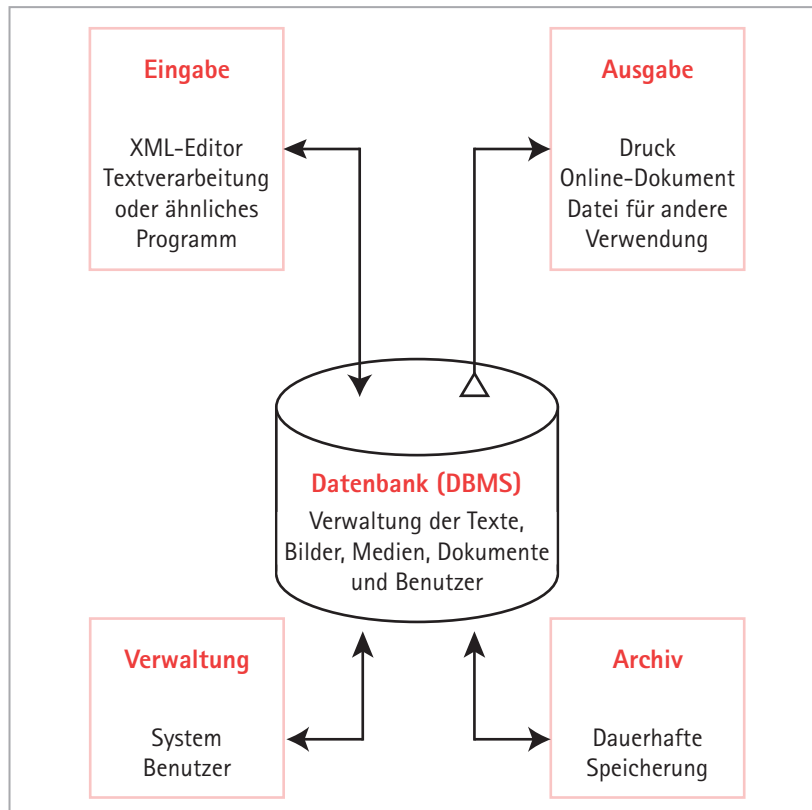 Eingabe
XML-Editor
Textverarbeitung
oder ähnliches
Programm
Ausgabe
Druck
Online-Dokument
Datei für andere
Verwendung
Datenbank (DBMS)
Verwaltung der Texte,
Bilder, Medien, Dokumente
und Benutzer
Verwaltung
System
Benutzer
Archiv
Dauerhafte
Speicherung